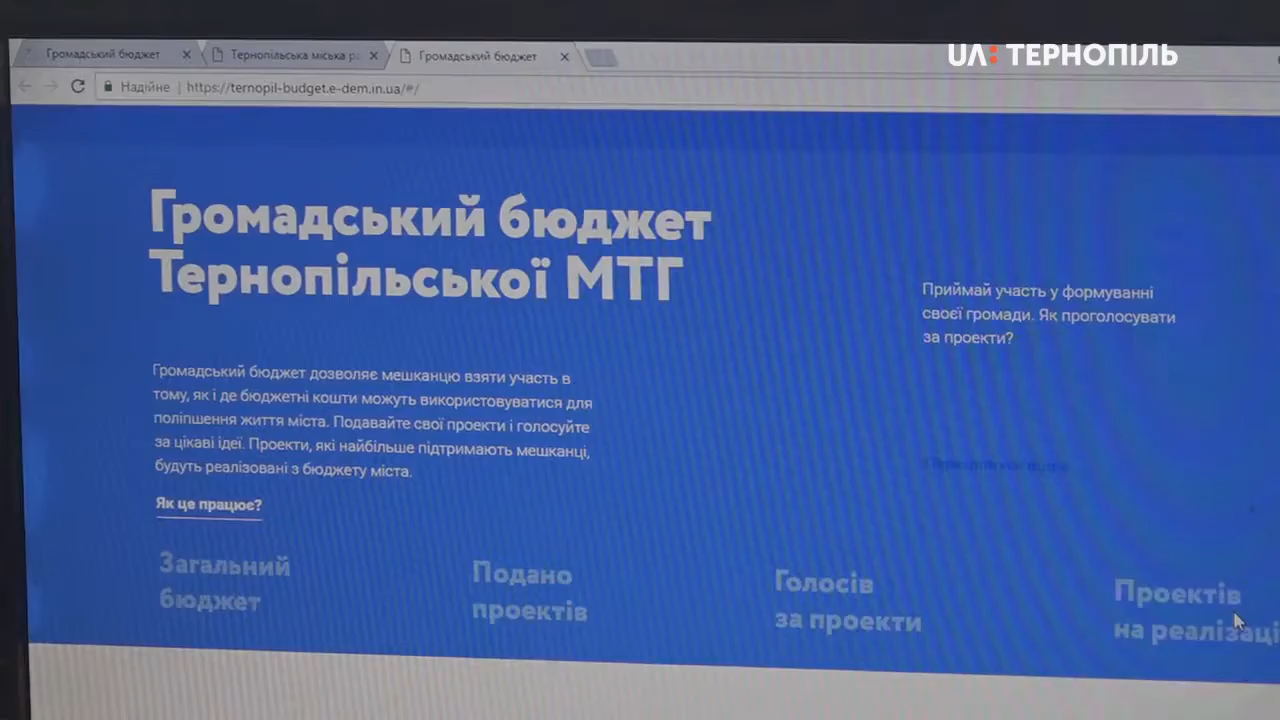 Громадський бюджет
Тернопільська міська р
Громадський бюджет
UA: ТЕРНОПІЛЬ
Надійне | https://ternopil-budget.e-dem.in.ua/#/
Громадський бюджет
Тернопільської МТГ
Приймай участь у формуванні
своєї громади. Як проголосувати
за проекти?
Громадський бюджет дозволяє мешканцю взяти участь в
тому, як і де бюджетні кошти можуть використовуватися для
поліпшення життя міста. Подавайте свої проекти і голосуйте
за цікаві ідеї. Проекти, які найбільше підтримають мешканці,
будуть реалізовані з бюджету міста.
Як це працює?
Загальний
бюджет
Подано
проектів
Голосів
за проекти
Проектів
на реалізаці